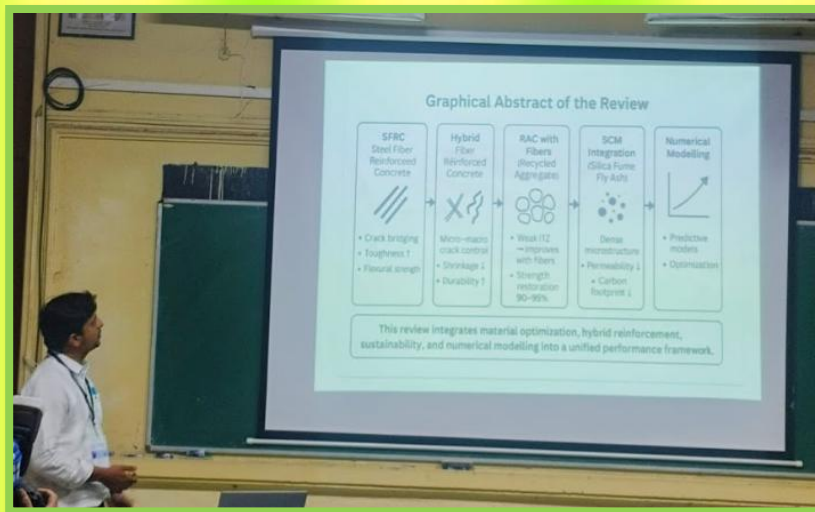 Graphical Abstract of the Review
SFRC
Steel Fiber
Reinforced
Concrete
• Crack bridging
• Toughness ↑
• Flexural strength
Hybrid
Fiber
Reinforced
Concrete
Micro-macro
crack control
• Shrinkage ↓
• Durability ↑
RAC with
Fibers
(Recycled
Aggregate)
• Weak ITZ
→ improves
with fibers
• Strength
restoration
90–95%
SCM
Integration
(Silica Fume
Fly Ash)
Dense
microstructure
• Permeability ↓
• Carbon
footprint ↓
Numerical
Modelling
• Predictive
models
• Optimization
This review integrates material optimization, hybrid reinforcement,
sustainability, and numerical modelling into a unified performance framework.